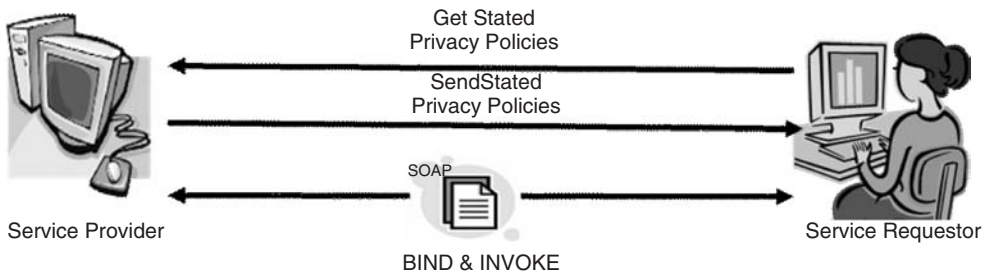 Get Stated
Privacy Policies
SendStated
Privacy Policies
SOAP
Service Provider
Service Requestor
BIND & INVOKE